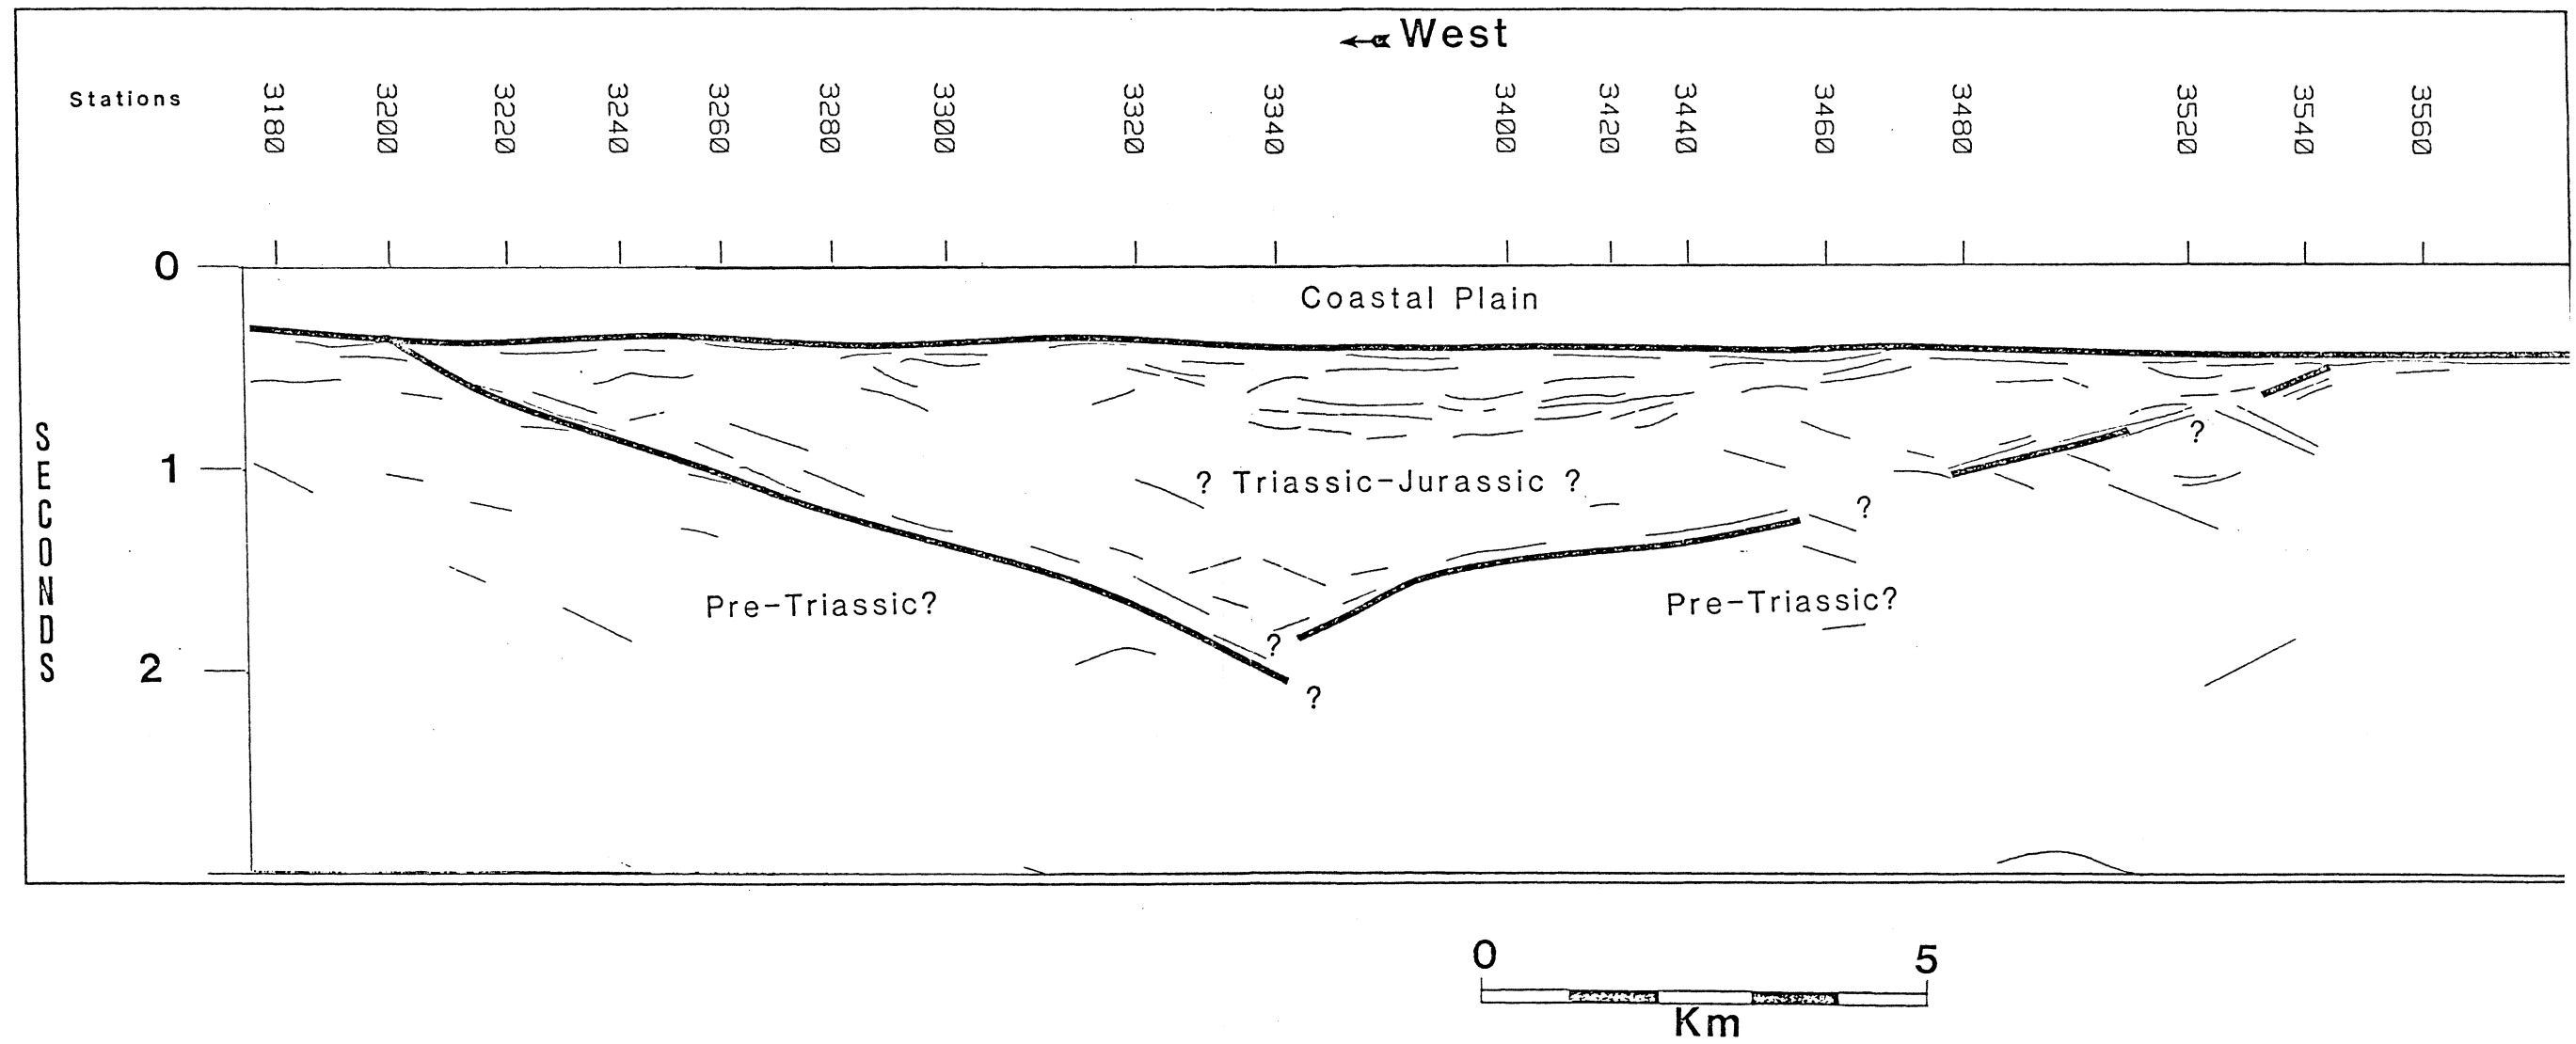 West
Stations 3180 3200 3220 3240 3260 3280 3300 3320 3340 3400 3420 3440 3460 3480 3520 3540 3560
0
Coastal Plain
?
1
? Triassic-Jurassic ?
?
SECONDS
Pre-Triassic?
Pre-Triassic?
?
2
?
0 5
Km